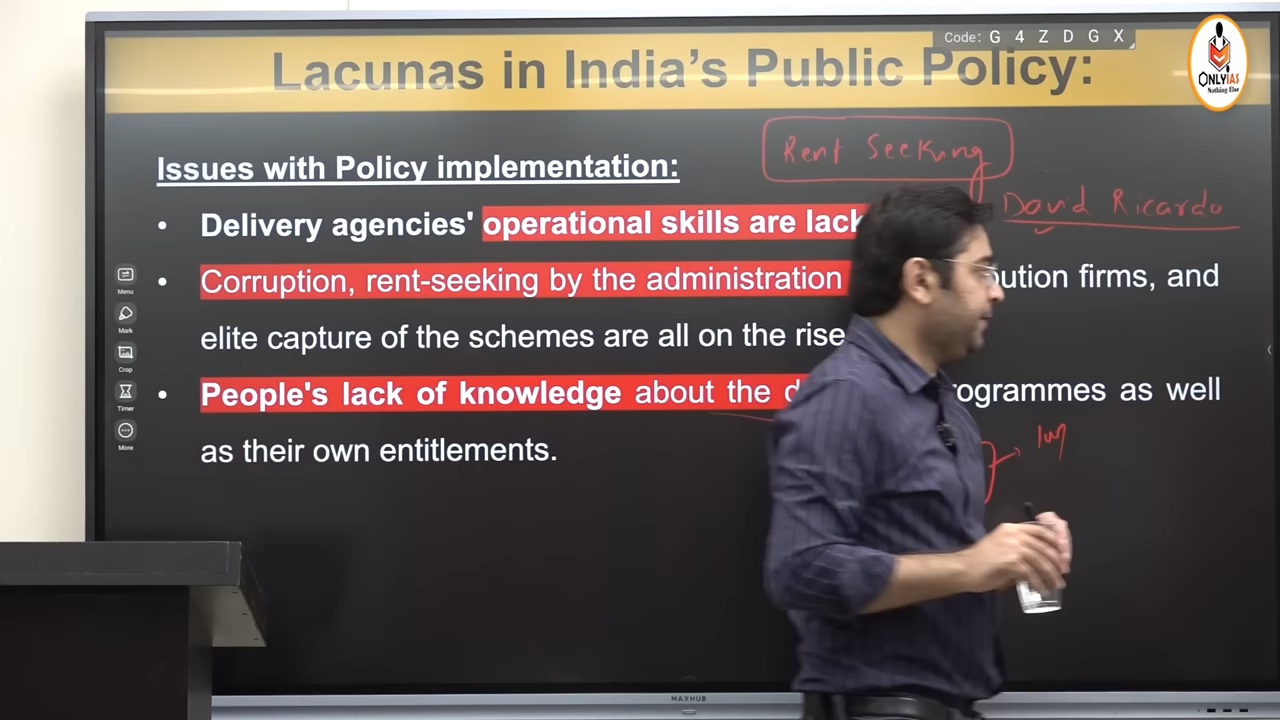 Code: G 4 Z D G X
ONLYIAS
Nothing Else
Lacunas in India's Public Policy:
Rent Seeking
Issues with Policy implementation:
David Ricardo
• Delivery agencies' operational skills are lack
• Corruption, rent-seeking by the administration bution firms, and
elite capture of the schemes are all on the rise
• People's lack of knowledge about the d rogrammes as well
as their own entitlements.
Menu
Mark
Crop
Timer
More
MAXHUB